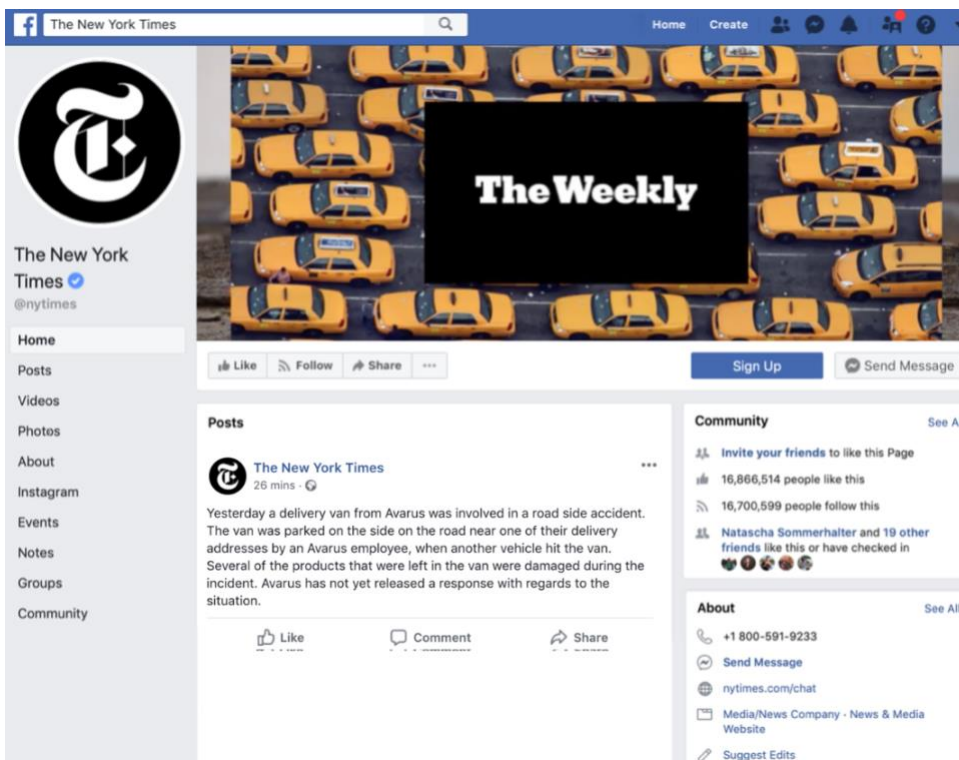 The New York Times
Home Create
The Weekly
The New York
Times
@nytimes
Home
Posts
Videos
Photos
About
Instagram
Events
Notes
Groups
Community
Like Follow Share
Sign Up Send Message
Posts
The New York Times
26 mins ·
Yesterday a delivery van from Avarus was involved in a road side accident.
The van was parked on the side on the road near one of their delivery
addresses by an Avarus employee, when another vehicle hit the van.
Several of the products that were left in the van were damaged during the
incident. Avarus has not yet released a response with regards to the
situation.
Like Comment Share
Community See A
Invite your friends to like this Page
16,866,514 people like this
16,700,599 people follow this
Natascha Sommerhalter and 19 other
friends like this or have checked in
About See All
+1 800-591-9233
Send Message
nytimes.com/chat
Media/News Company · News & Media
Website
Suggest Edits